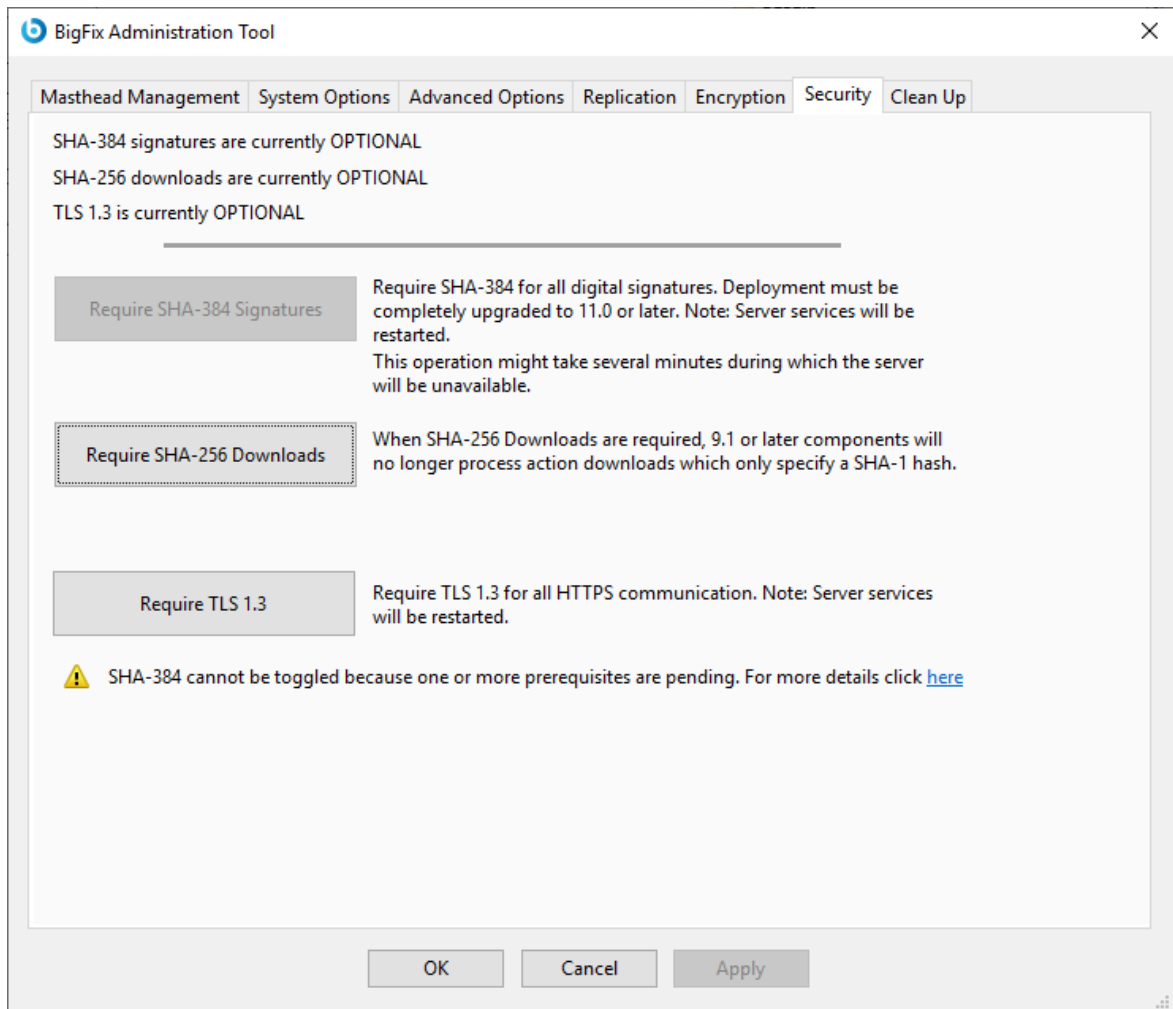 BigFix Administration Tool
Masthead Management System Options Advanced Options Replication Encryption Security Clean Up
SHA-384 signatures are currently OPTIONAL
SHA-256 downloads are currently OPTIONAL
TLS 1.3 is currently OPTIONAL
Require SHA-384 Signatures
Require SHA-384 for all digital signatures. Deployment must be
completely upgraded to 11.0 or later. Note: Server services will be
restarted.
This operation might take several minutes during which the server
will be unavailable.
Require SHA-256 Downloads
When SHA-256 Downloads are required, 9.1 or later components will
no longer process action downloads which only specify a SHA-1 hash.
Require TLS 1.3
Require TLS 1.3 for all HTTPS communication. Note: Server services
will be restarted.
SHA-384 cannot be toggled because one or more prerequisites are pending. For more details click here
OK Cancel Apply